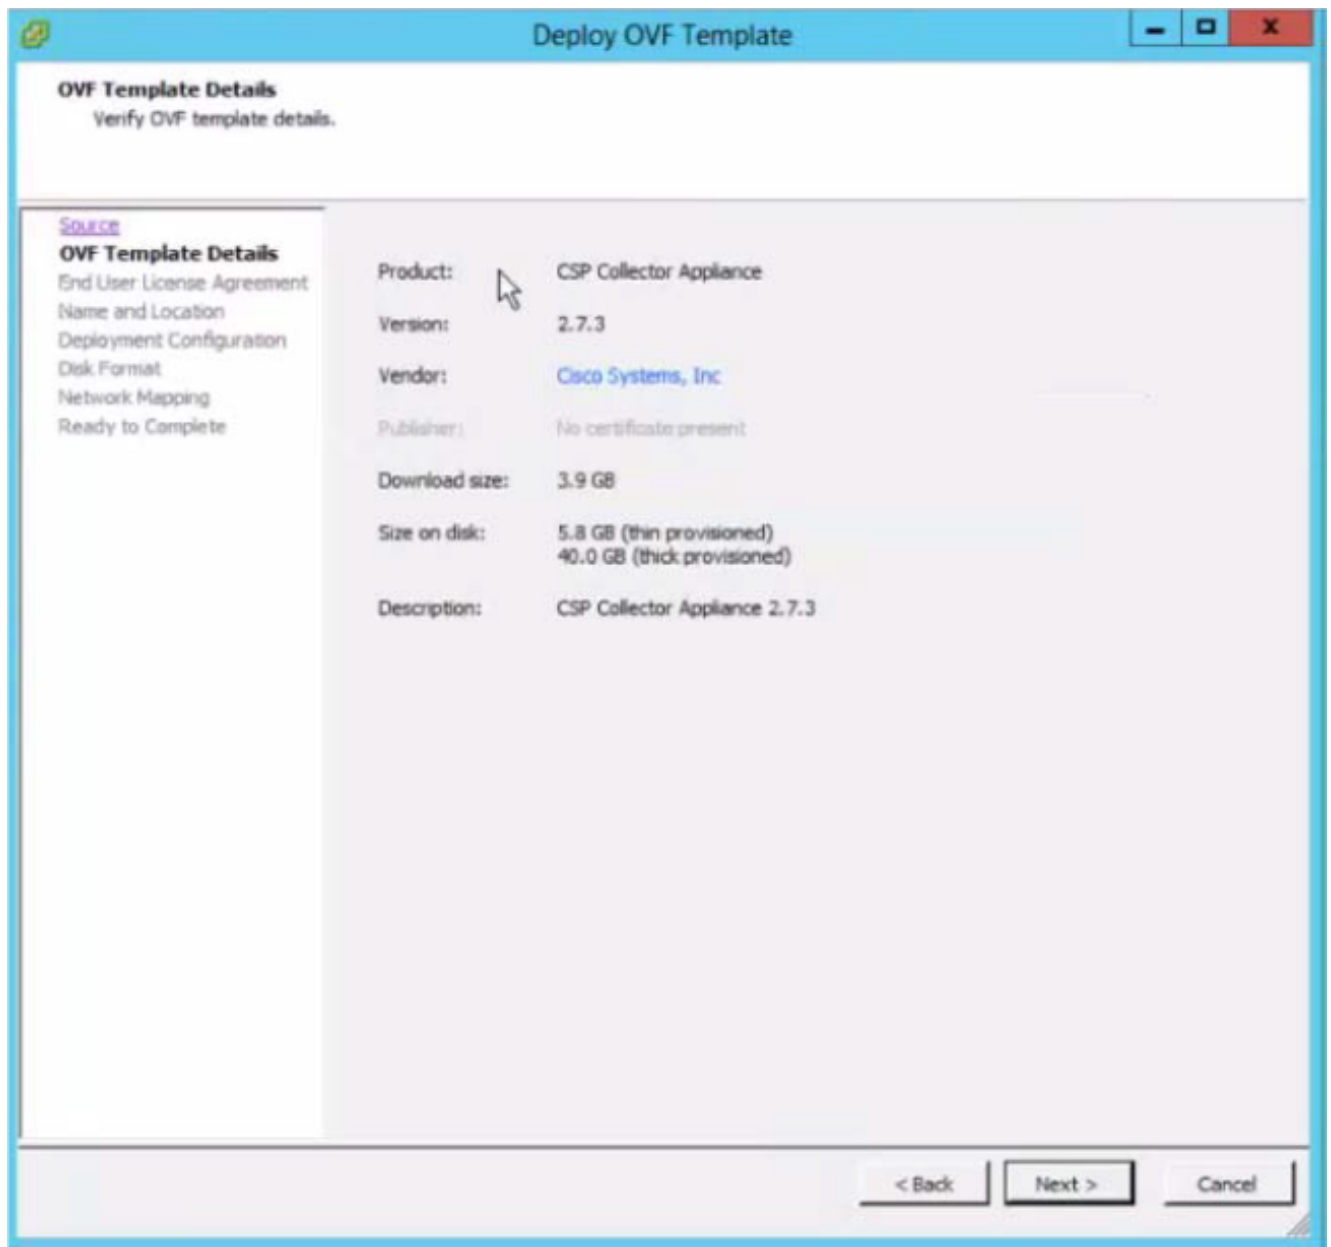 Deploy OVF Template
OVF Template Details
Verify OVF template details.
Source
OVF Template Details
End User License Agreement
Name and Location
Deployment Configuration
Disk Format
Network Mapping
Ready to Complete
Product: CSP Collector Appliance
Version: 2.7.3
Vendor: Cisco Systems, Inc
Publisher: No certificate present
Download size: 3.9 GB
Size on disk: 5.8 GB (thin provisioned)
40.0 GB (thick provisioned)
Description: CSP Collector Appliance 2.7.3
< Back Next > Cancel